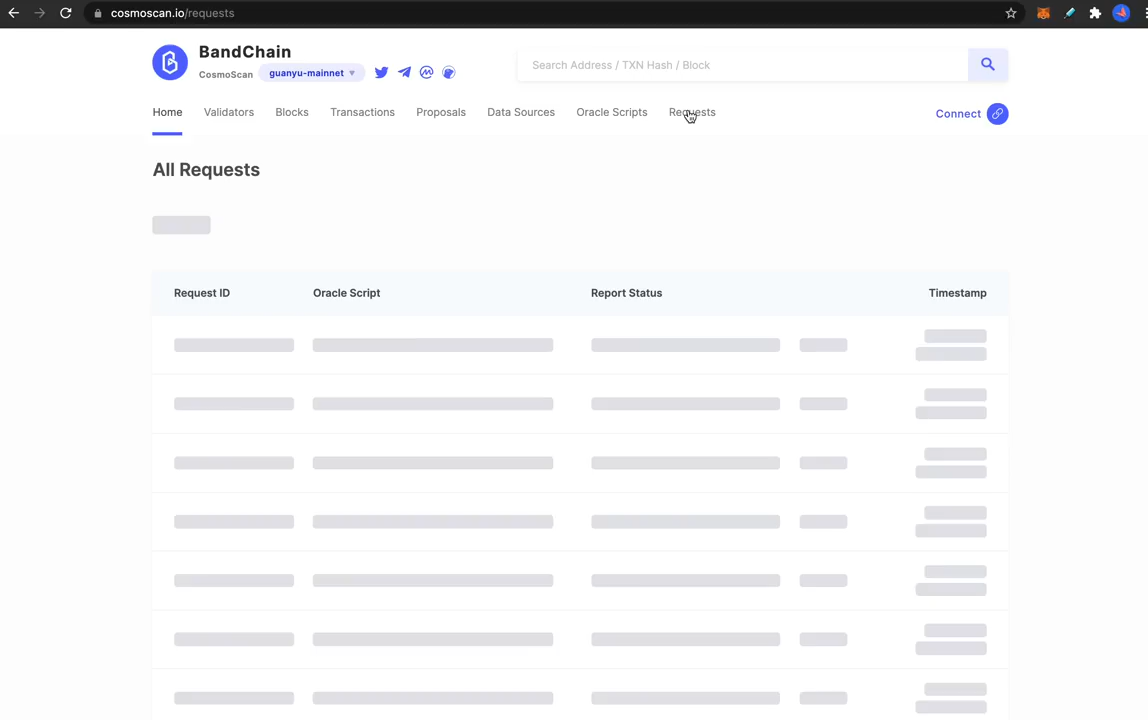 cosmoscan.io/requests
BandChain
CosmoScan guanyu-mainnet
Search Address / TXN Hash / Block
Home Validators Blocks Transactions Proposals Data Sources Oracle Scripts Requests Connect
All Requests
Request ID Oracle Script Report Status Timestamp